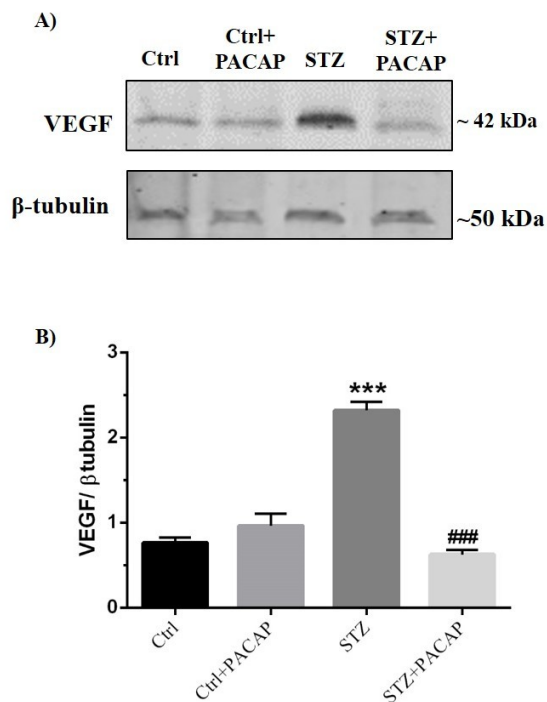 A)
Ctrl
Ctrl+
PACAP
STZ
STZ+
PACAP
VEGF
~ 42 kDa
β-tubulin
~50 kDa
B)
VEGF/ βtubulin
3
2
1
0
***
###
Ctrl
Ctrl+PACAP
STZ
STZ+PACAP